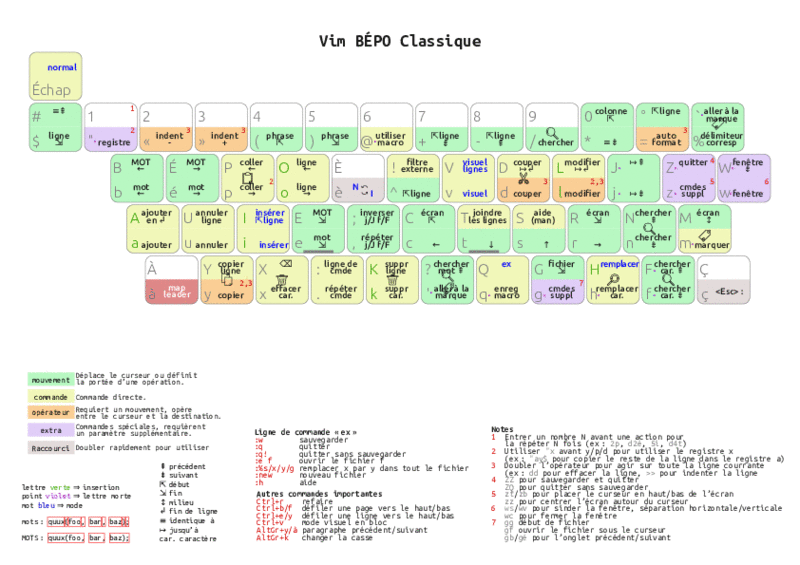 Vim BÉPO Classique
normal
Échap
# = $ ligne
1 1 " 2 registre
2 « indent - 3
3 » indent + 3
4 ( phrase
5 ) phrase
6 @ utiliser macro
7 + ligne
8 - ligne
9 / chercher
0 colonne * =
° ligne = auto format 3
` aller à la marque % délimiteur corresp
B MOT b mot
É MOT é mot
P coller p coller 2
O ligne o ligne
È è N
! filtre externe ^ ligne
V visuel lignes v visuel
D couper d couper 3
L modifier l modifier 2,3
J j
Z quitter 4 z cmdes suppl 5
W fenêtre w fenêtre 6
A ajouter en a ajouter
U annuler ligne u annuler
I insérer ligne i insérer
E MOT e mot
; inverser j/J f/F , répéter j/J f/F
C écran c ←
T joindre les lignes t ↓
S aide (man) s ↑
R écran r →
N chercher n chercher
M écran m marquer
À à map leader
Y copier ligne y copier 2,3
X effacer car. x
: ligne de cmde . répéter cmde
K suppr ligne k suppr car.
? chercher mot ' aller à la marque
Q ex q enreg macro
G fichier g cmdes suppl 7
H remplacer h remplacer car.
F chercher car. f chercher car.
Ç ç <Esc>:
mouvement Déplace le curseur ou définit
la portée d'une opération.
commande Commande directe.
opérateur Requiert un mouvement, opère
entre le curseur et la destination.
extra Commandes spéciales, requièrent
un paramètre supplémentaire.
Raccourci Doubler rapidement pour utiliser
précédent
suivant
début
fin
milieu
fin de ligne
identique à
jusqu'à
car. caractère
lettre verte ⇒ insertion
point violet ⇒ lettre morte
mot bleu ⇒ mode
mots : quux(foo, bar, baz);
MOTS : quux(foo, bar, baz);
Ligne de commande « ex »
:w sauvegarder
:q quitter
:q! quitter sans sauvegarder
:e f ouvrir le fichier f
:%s/x/y/g remplacer x par y dans tout le fichier
:new nouveau fichier
:h aide
Autres commandes importantes
Ctrl+r refaire
Ctrl+b/f défiler une page vers le haut/bas
Ctrl+e/y défiler une ligne vers le haut/bas
Ctrl+v mode visuel en bloc
AltGr+y/à paragraphe précédent/suivant
AltGr+k changer la casse
Notes
1 Entrer un nombre N avant une action pour
la répéter N fois (ex : 2p, d2é, 5l, d4t)
2 Utiliser "x avant y/p/d pour utiliser le registre x
(ex : "ay$ pour copier le reste de la ligne dans le registre a)
3 Doubler l'opérateur pour agir sur toute la ligne courante
(ex : dd pour effacer la ligne, >> pour indenter la ligne
4 ZZ pour sauvegarder et quitter
ZQ pour quitter sans sauvegarder
5 zt/zb pour placer le curseur en haut/bas de l'écran
zz pour centrer l'écran autour du curseur
6 ws/wv pour sinder la fenêtre, séparation horizontale/verticale
wc pour fermer la fenêtre
7 gg début de fichier
gf ouvrir le fichier sous le curseur
gb/gé pour l'onglet précédent/suivant